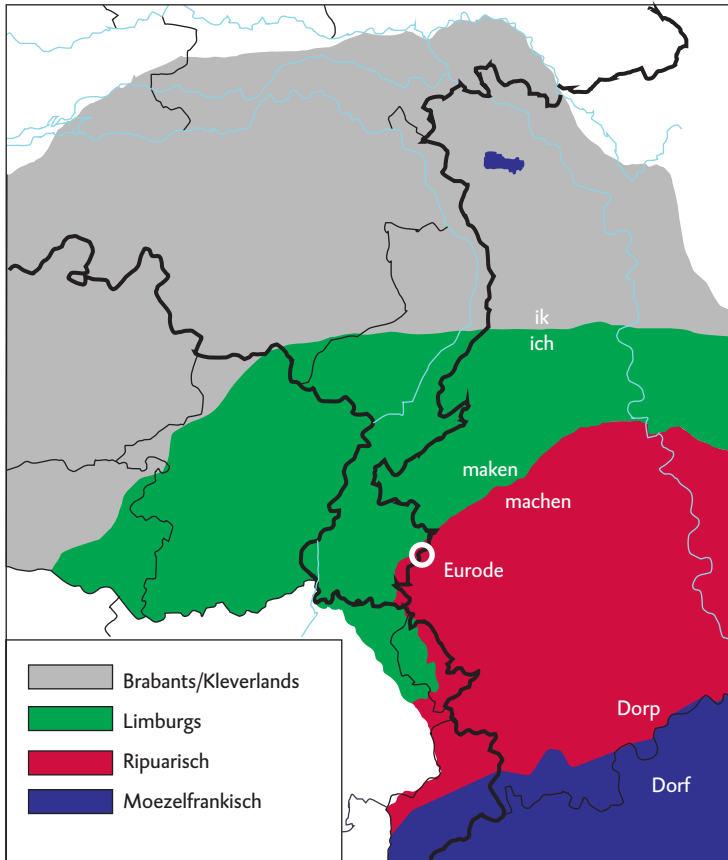 ik
ich
maken
machen
Eurode
Dorp
Dorf
Brabants/Kleverlands
Limburgs
Ripuarisch
Moezelfrankisch